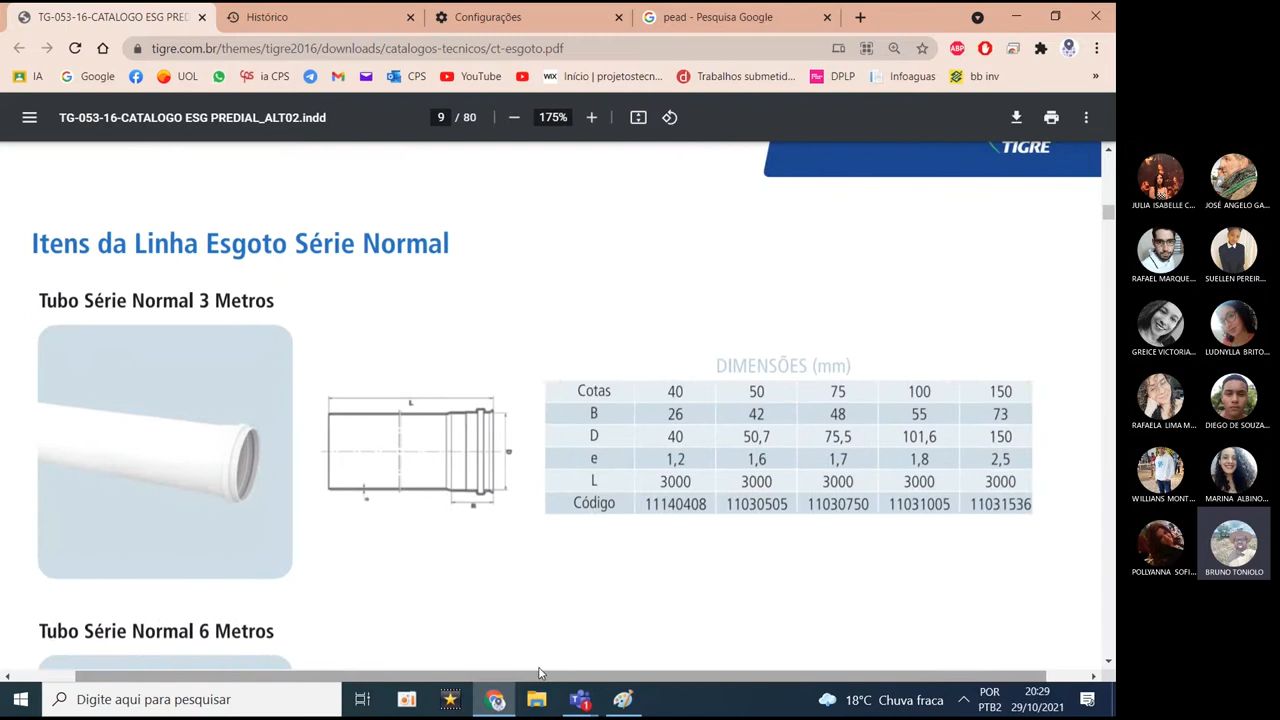 TG-053-16-CATALOGO ESG PRED
Histórico
Configurações
pead - Pesquisa Google
tigre.com.br/themes/tigre2016/downloads/catalogos-tecnicos/ct-esgoto.pdf
ABP
IA
Google
UOL
ia CPS
CPS
YouTube
WIX Início | projetostecn...
Trabalhos submetid...
DPLP
Infoaguas
bb inv
»
TG-053-16-CATALOGO ESG PREDIAL_ALT02.indd
9 / 80
175%
TIGRE
Itens da Linha Esgoto Série Normal
Tubo Série Normal 3 Metros
L
DIMENSÕES (mm)
Cotas 40 50 75 100 150
B 26 42 48 55 73
D 40 50,7 75,5 101,6 150
e 1,2 1,6 1,7 1,8 2,5
L 3000 3000 3000 3000 3000
Código 11140408 11030505 11030750 11031005 11031536
Tubo Série Normal 6 Metros
Digite aqui para pesquisar
1
18°C Chuva fraca
POR
PTB2
20:29
29/10/2021
JULIA ISABELLE C...
JOSÉ ANGELO GA...
RAFAEL MARQUE...
SUELLEN PEREIR...
GREICE VICTORIA...
LUDNYLLA BRITO...
RAFAELA LIMA M...
DIEGO DE SOUZA...
WILLIANS MONT...
MARINA ALBINO...
POLLYANNA SOFI...
BRUNO TONIOLO